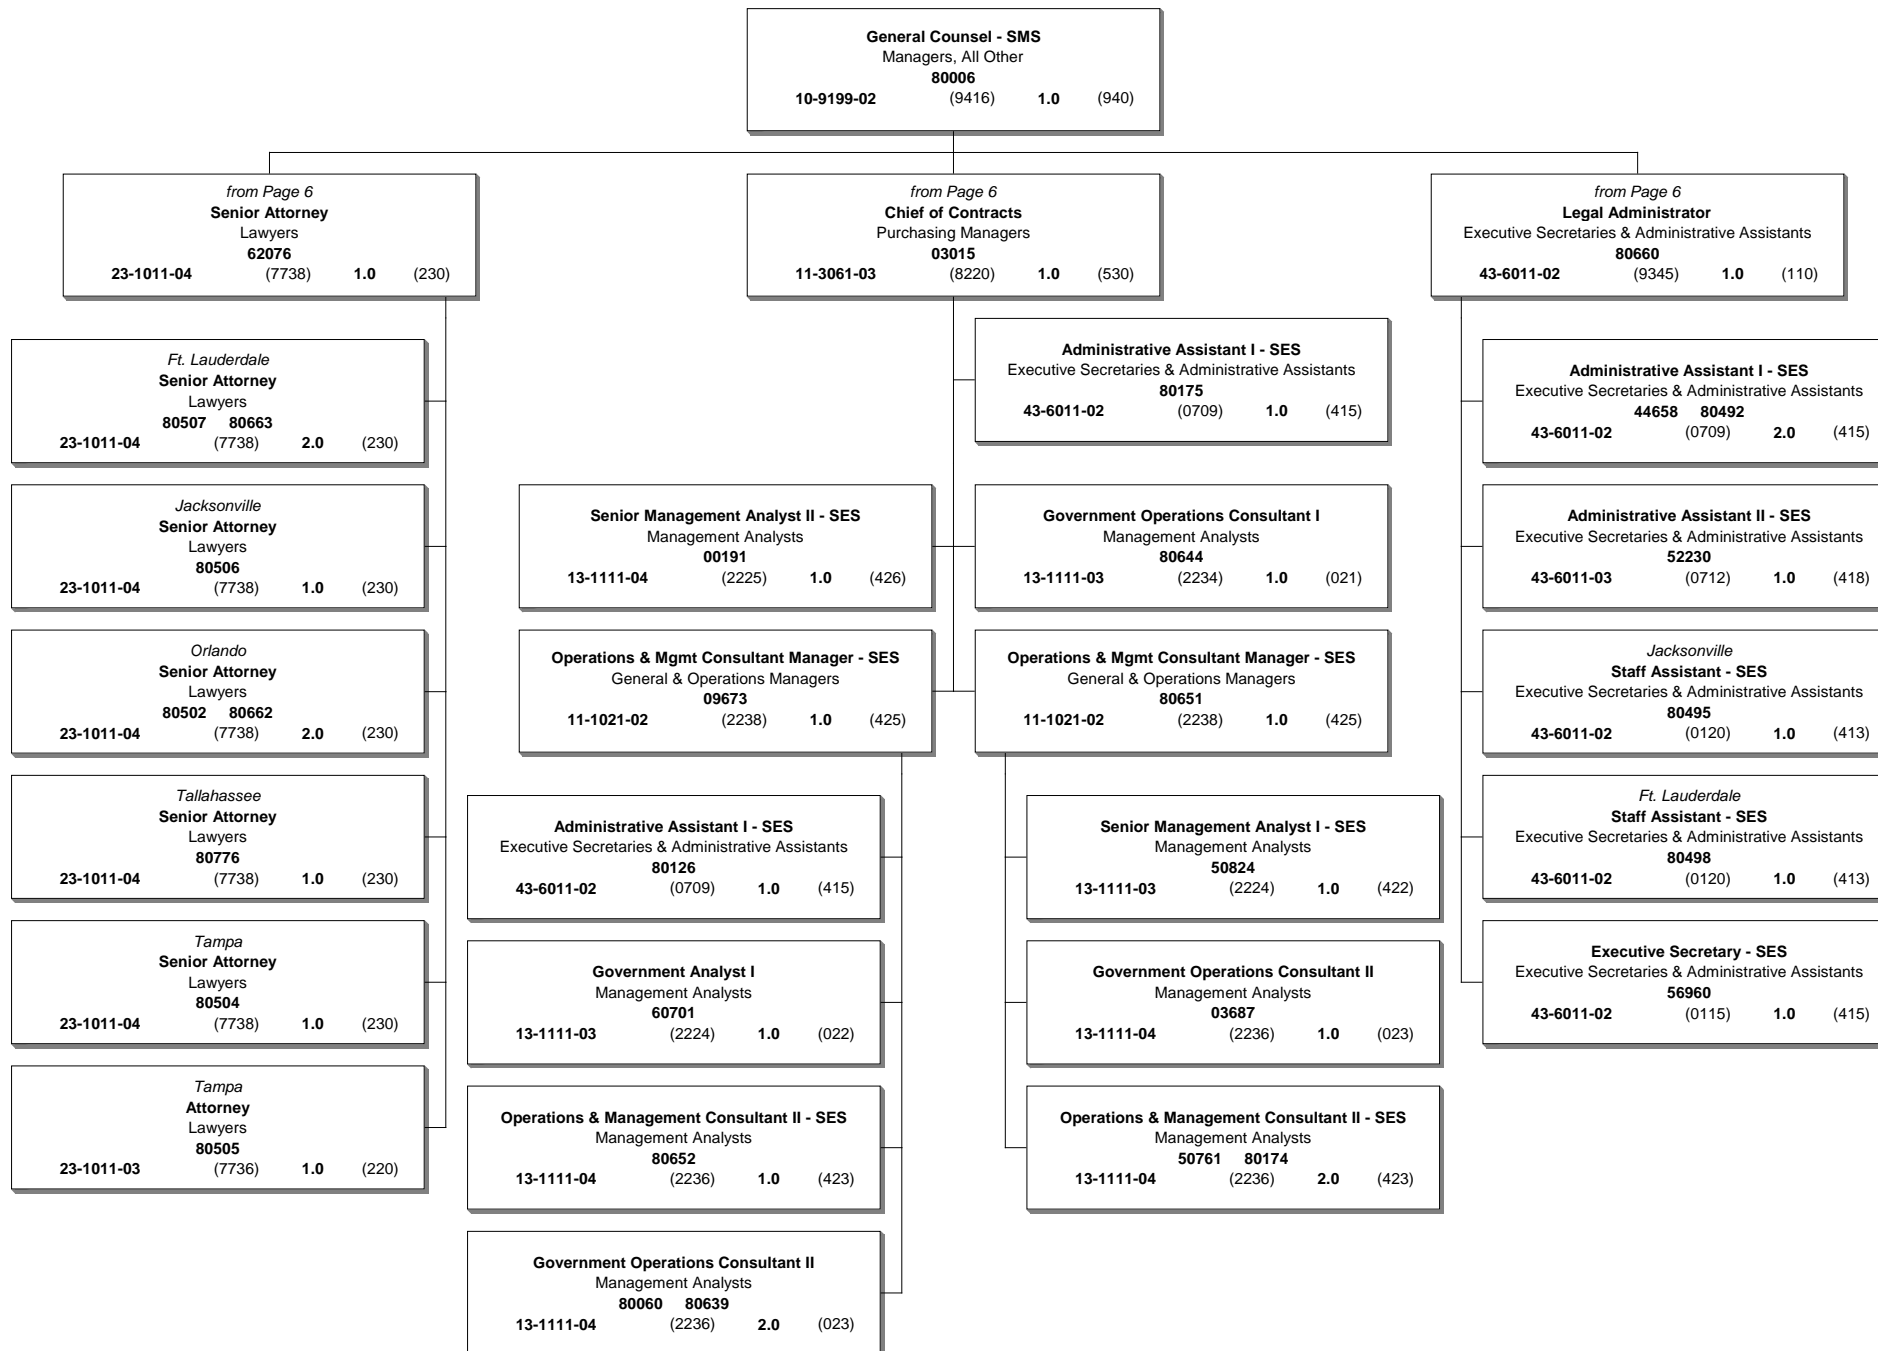 General Counsel - SMS
Managers, All Other
80006
10-9199-02 (9416) 1.0 (940)
from Page 6
Senior Attorney
Lawyers
62076
23-1011-04 (7738) 1.0 (230)
from Page 6
Chief of Contracts
Purchasing Managers
03015
11-3061-03 (8220) 1.0 (530)
from Page 6
Legal Administrator
Executive Secretaries & Administrative Assistants
80660
43-6011-02 (9345) 1.0 (110)
Ft. Lauderdale
Senior Attorney
Lawyers
80507 80663
23-1011-04 (7738) 2.0 (230)
Jacksonville
Senior Attorney
Lawyers
80506
23-1011-04 (7738) 1.0 (230)
Orlando
Senior Attorney
Lawyers
80502 80662
23-1011-04 (7738) 2.0 (230)
Tallahassee
Senior Attorney
Lawyers
80776
23-1011-04 (7738) 1.0 (230)
Tampa
Senior Attorney
Lawyers
80504
23-1011-04 (7738) 1.0 (230)
Tampa
Attorney
Lawyers
80505
23-1011-03 (7736) 1.0 (220)
Administrative Assistant I - SES
Executive Secretaries & Administrative Assistants
80175
43-6011-02 (0709) 1.0 (415)
Senior Management Analyst II - SES
Management Analysts
00191
13-1111-04 (2225) 1.0 (426)
Government Operations Consultant I
Management Analysts
80644
13-1111-03 (2234) 1.0 (021)
Operations & Mgmt Consultant Manager - SES
General & Operations Managers
09673
11-1021-02 (2238) 1.0 (425)
Operations & Mgmt Consultant Manager - SES
General & Operations Managers
80651
11-1021-02 (2238) 1.0 (425)
Administrative Assistant I - SES
Executive Secretaries & Administrative Assistants
80126
43-6011-02 (0709) 1.0 (415)
Government Analyst I
Management Analysts
60701
13-1111-03 (2224) 1.0 (022)
Operations & Management Consultant II - SES
Management Analysts
80652
13-1111-04 (2236) 1.0 (423)
Government Operations Consultant II
Management Analysts
80060 80639
13-1111-04 (2236) 2.0 (023)
Senior Management Analyst I - SES
Management Analysts
50824
13-1111-03 (2224) 1.0 (422)
Government Operations Consultant II
Management Analysts
03687
13-1111-04 (2236) 1.0 (023)
Operations & Management Consultant II - SES
Management Analysts
50761 80174
13-1111-04 (2236) 2.0 (423)
Administrative Assistant I - SES
Executive Secretaries & Administrative Assistants
44658 80492
43-6011-02 (0709) 2.0 (415)
Administrative Assistant II - SES
Executive Secretaries & Administrative Assistants
52230
43-6011-03 (0712) 1.0 (418)
Jacksonville
Staff Assistant - SES
Executive Secretaries & Administrative Assistants
80495
43-6011-02 (0120) 1.0 (413)
Ft. Lauderdale
Staff Assistant - SES
Executive Secretaries & Administrative Assistants
80498
43-6011-02 (0120) 1.0 (413)
Executive Secretary - SES
Executive Secretaries & Administrative Assistants
56960
43-6011-02 (0115) 1.0 (415)